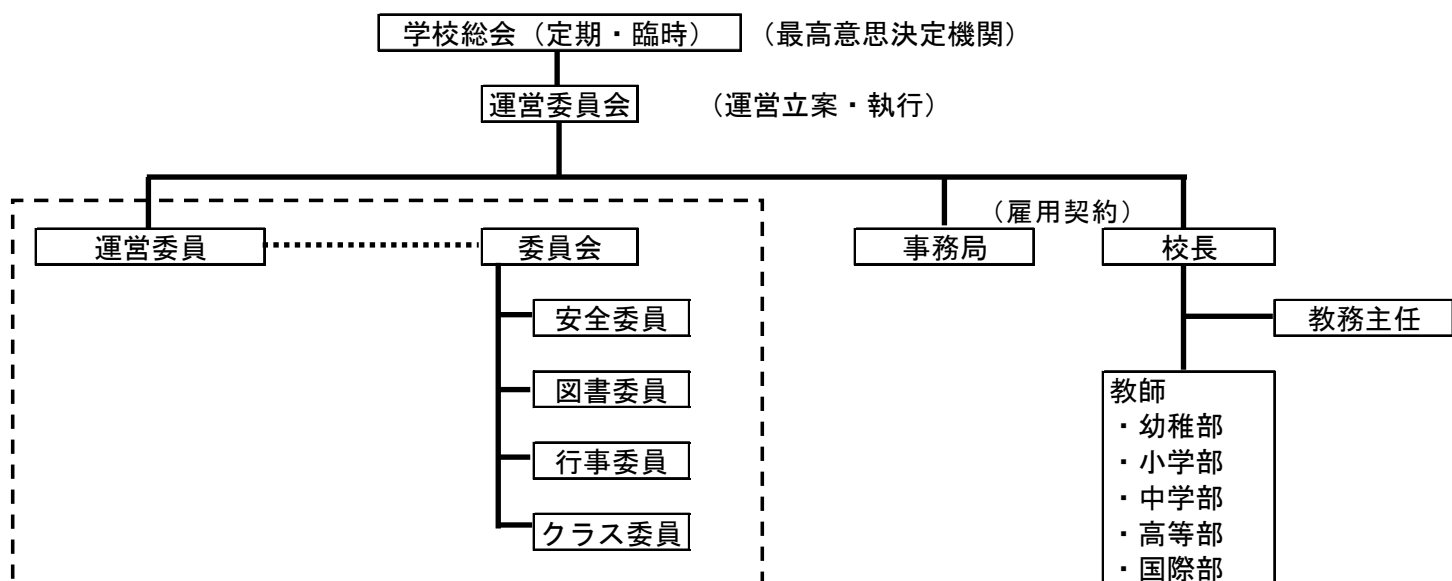 学校総会（定期・臨時）　（最高意思決定機関）
運営委員会　（運営立案・執行）
（雇用契約）
運営委員　委員会　事務局　校長
安全委員　教務主任
図書委員
行事委員
クラス委員
教師
・幼稚部
・小学部
・中学部
・高等部
・国際部